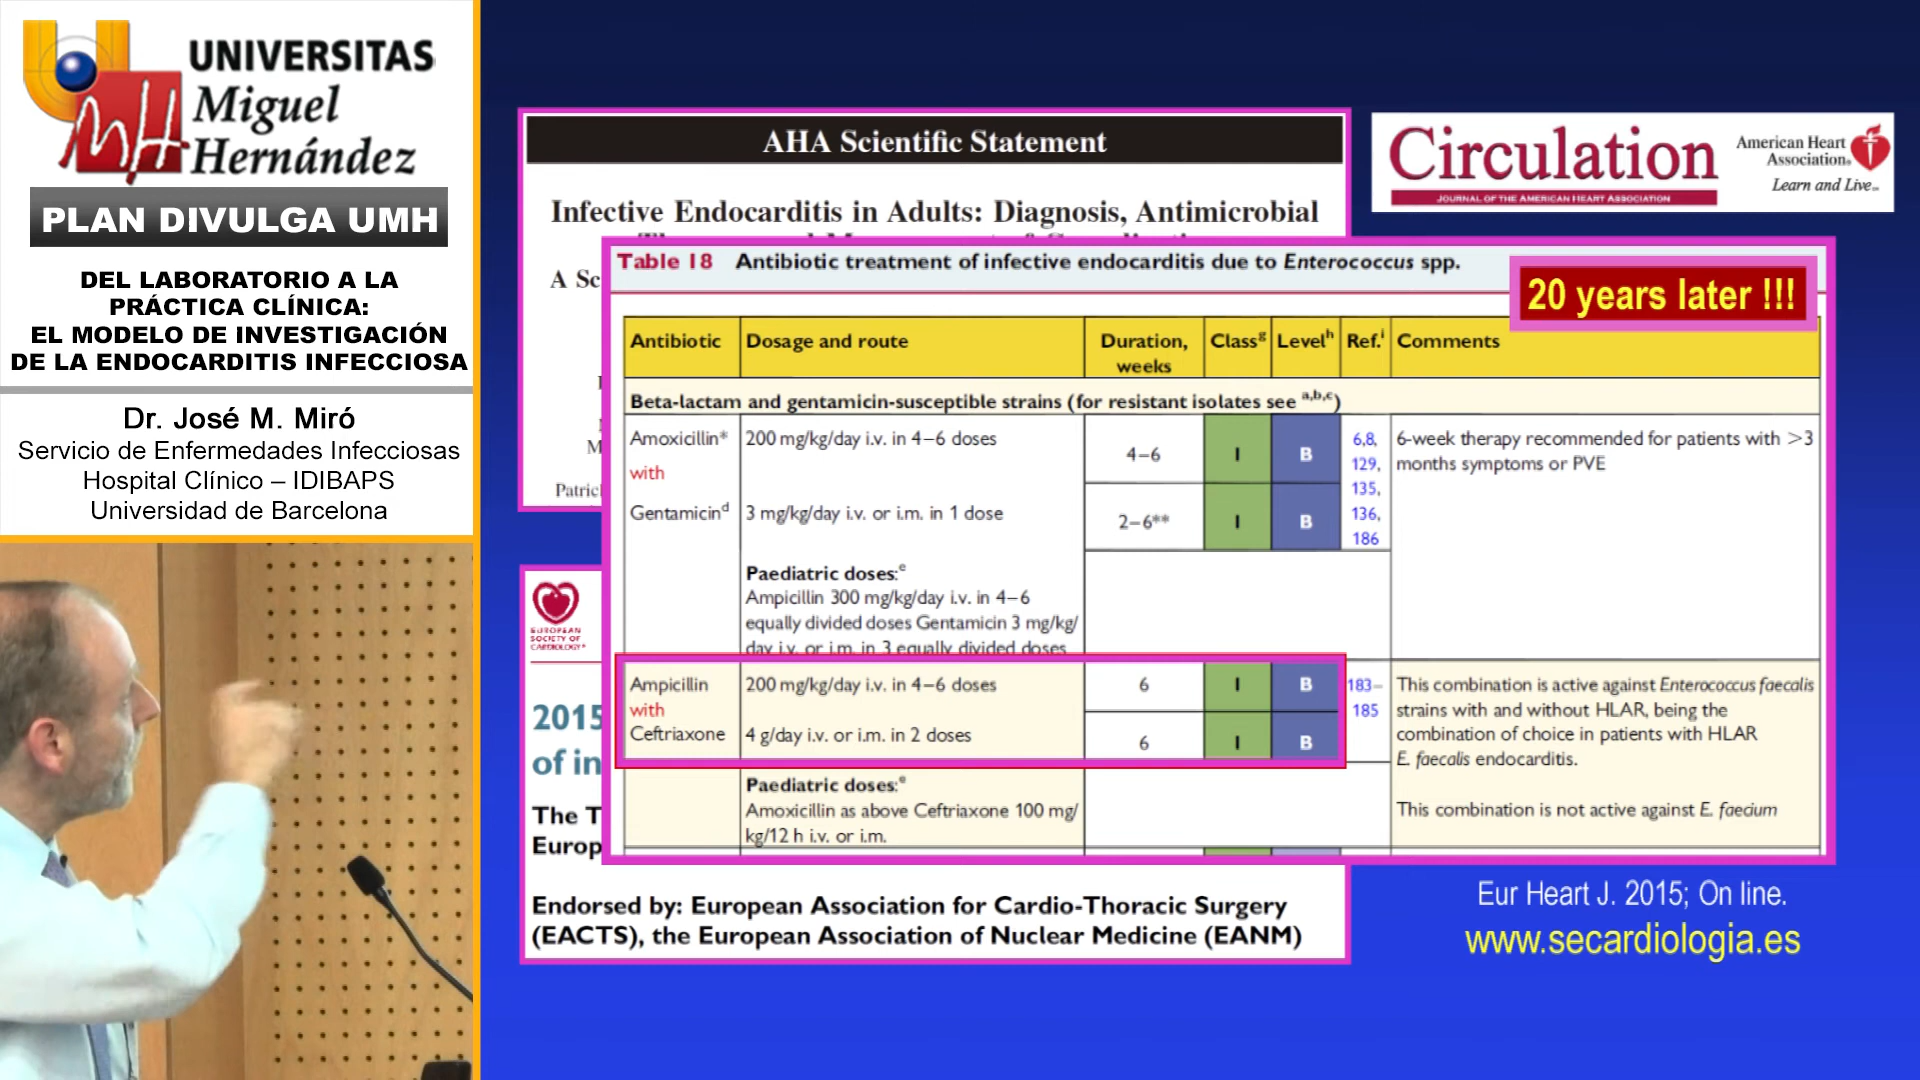 UNIVERSITAS
Miguel
Hernández
PLAN DIVULGA UMH
DEL LABORATORIO A LA
PRÁCTICA CLÍNICA:
EL MODELO DE INVESTIGACIÓN
DE LA ENDOCARDITIS INFECCIOSA
Dr. José M. Miró
Servicio de Enfermedades Infecciosas
Hospital Clínico – IDIBAPS
Universidad de Barcelona
AHA Scientific Statement
Infective Endocarditis in Adults: Diagnosis, Antimicrobial
A Sc
Patric
Circulation
JOURNAL OF THE AMERICAN HEART ASSOCIATION
American Heart
Association®
Learn and Live
Table 18 Antibiotic treatment of infective endocarditis due to Enterococcus spp.
20 years later !!!
Antibiotic Dosage and route Duration, weeks Classᵍ Levelʰ Ref.ⁱ Comments
Beta-lactam and gentamicin-susceptible strains (for resistant isolates see a,b,c)
Amoxicillin* 200 mg/kg/day i.v. in 4–6 doses 4–6 I B 6,8, 129, 135, 136, 186
6-week therapy recommended for patients with >3
months symptoms or PVE
with
Gentamicinᵈ 3 mg/kg/day i.v. or i.m. in 1 dose 2–6** I B
Paediatric doses:ᵉ
Ampicillin 300 mg/kg/day i.v. in 4–6
equally divided doses Gentamicin 3 mg/kg/
day i.v. or i.m. in 3 equally divided doses
Ampicillin 200 mg/kg/day i.v. in 4–6 doses 6 I B 183–185
with
Ceftriaxone 4 g/day i.v. or i.m. in 2 doses 6 I B
This combination is active against Enterococcus faecalis
strains with and without HLAR, being the
combination of choice in patients with HLAR
E. faecalis endocarditis.
This combination is not active against E. faecium
Paediatric doses:ᵉ
Amoxicillin as above Ceftriaxone 100 mg/
kg/12 h i.v. or i.m.
EUROPEAN
SOCIETY OF
CARDIOLOGY®
2015
of in
The T
Europ
Endorsed by: European Association for Cardio-Thoracic Surgery
(EACTS), the European Association of Nuclear Medicine (EANM)
Eur Heart J. 2015; On line.
www.secardiologia.es